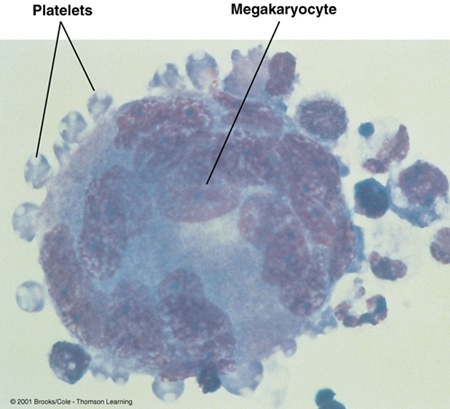 Platelets
Megakaryocyte
© 2001 Brooks/Cole - Thomson Learning